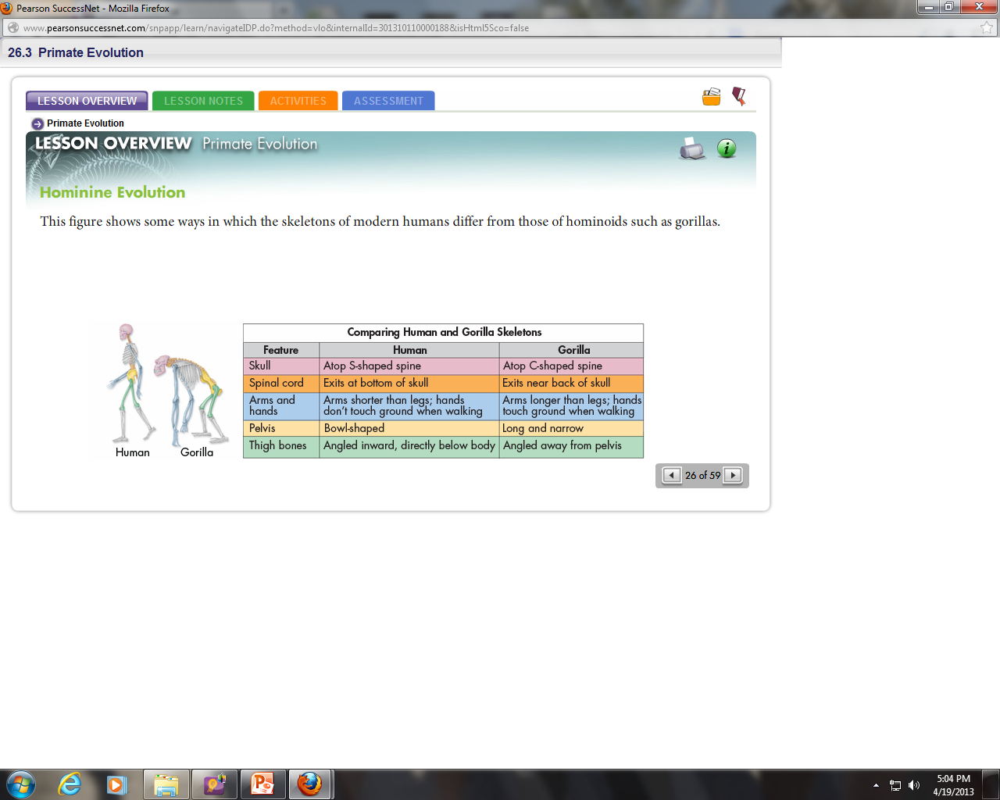 Pearson SuccessNet - Mozilla Firefox
www.pearsonsuccessnet.com/snpapp/learn/navigateIDP.do?method=vlo&internalId=301310110000188&isHtml5Sco=false
26.3 Primate Evolution
LESSON OVERVIEW LESSON NOTES ACTIVITIES ASSESSMENT
Primate Evolution
LESSON OVERVIEW Primate Evolution
Hominine Evolution
This figure shows some ways in which the skeletons of modern humans differ from those of hominoids such as gorillas.
Comparing Human and Gorilla Skeletons
Feature Human Gorilla
Skull Atop S-shaped spine Atop C-shaped spine
Spinal cord Exits at bottom of skull Exits near back of skull
Arms and Arms shorter than legs; hands Arms longer than legs; hands
hands don't touch ground when walking touch ground when walking
Pelvis Bowl-shaped Long and narrow
Thigh bones Angled inward, directly below body Angled away from pelvis
Human Gorilla
26 of 59
5:04 PM
4/19/2013